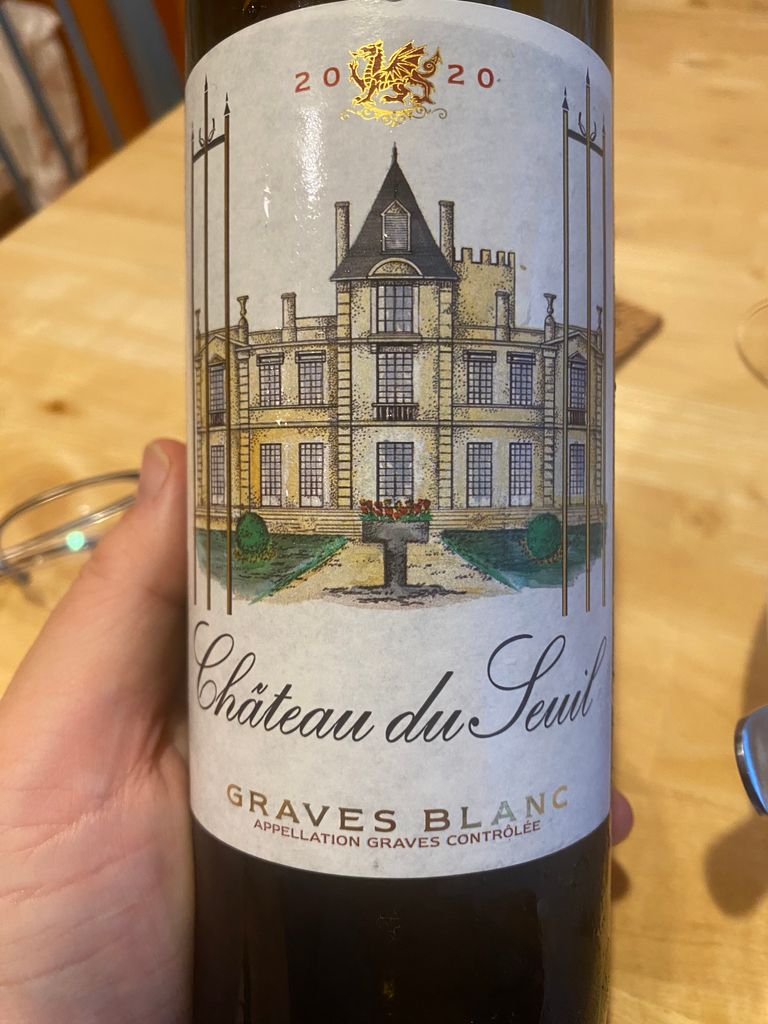 2020
Château du Seuil
GRAVES BLANC
APPELLATION GRAVES CONTRÔLÉE